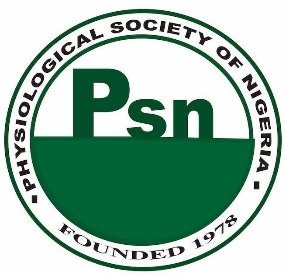 PHYSIOLOGICAL SOCIETY OF NIGERIA
Psn
FOUNDED 1978